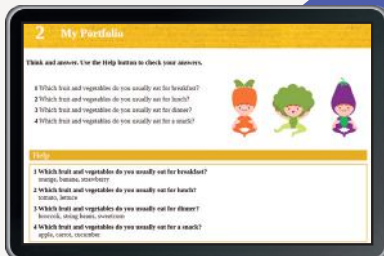 2 My Portfolio
Think and answer. Use the Help button to check your answers.
1 Which fruit and vegetables do you usually eat for breakfast?
2 Which fruit and vegetables do you usually eat for lunch?
3 Which fruit and vegetables do you usually eat for dinner?
4 Which fruit and vegetables do you usually eat for a snack?
Help
1 Which fruit and vegetables do you usually eat for breakfast?
mango, banana, strawberry
2 Which fruit and vegetables do you usually eat for lunch?
tomato, lettuce
3 Which fruit and vegetables do you usually eat for dinner?
broccoli, string beans, sweetcorn
4 Which fruit and vegetables do you usually eat for a snack?
apple, carrot, cucumber